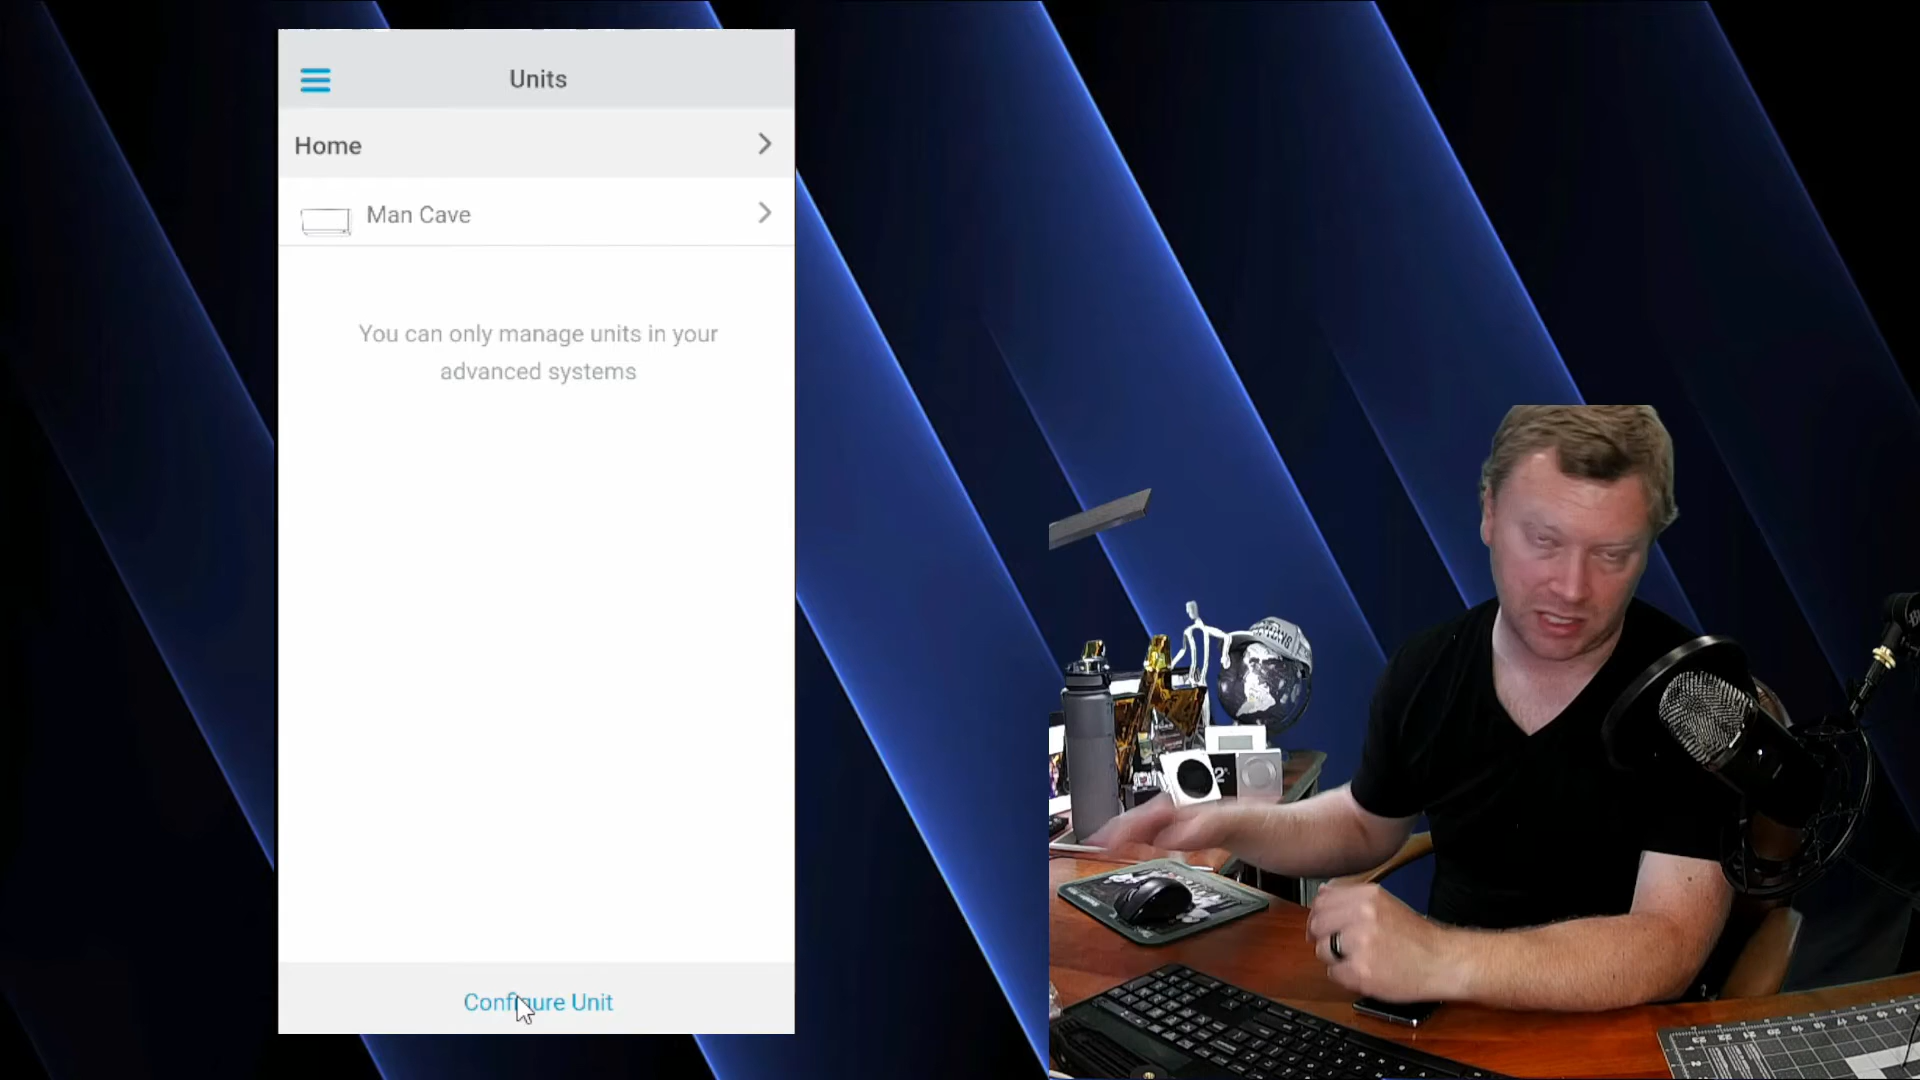 Units
Home
Man Cave
You can only manage units in your
advanced systems
Configure Unit